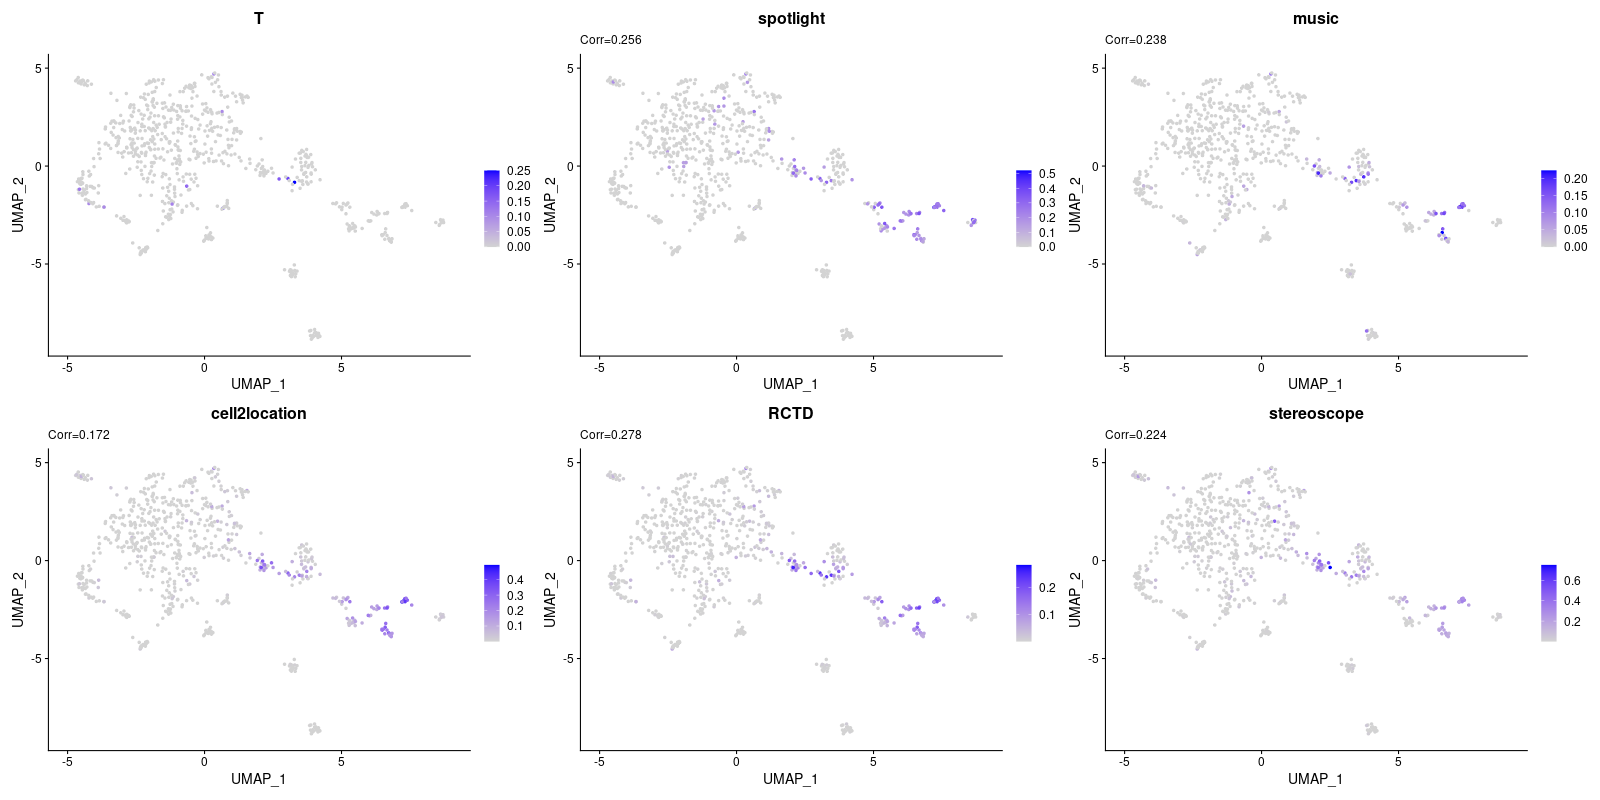 T
5
0
-5
UMAP_2
-5
0
5
UMAP_1
0.25
0.20
0.15
0.10
0.05
0.00
spotlight
Corr=0.256
5
0
-5
UMAP_2
-5
0
5
UMAP_1
0.5
0.4
0.3
0.2
0.1
0.0
music
Corr=0.238
5
0
-5
UMAP_2
-5
0
5
UMAP_1
0.20
0.15
0.10
0.05
0.00
cell2location
Corr=0.172
5
0
-5
UMAP_2
-5
0
5
UMAP_1
0.4
0.3
0.2
0.1
RCTD
Corr=0.278
5
0
-5
UMAP_2
-5
0
5
UMAP_1
0.2
0.1
stereoscope
Corr=0.224
5
0
-5
UMAP_2
-5
0
5
UMAP_1
0.6
0.4
0.2